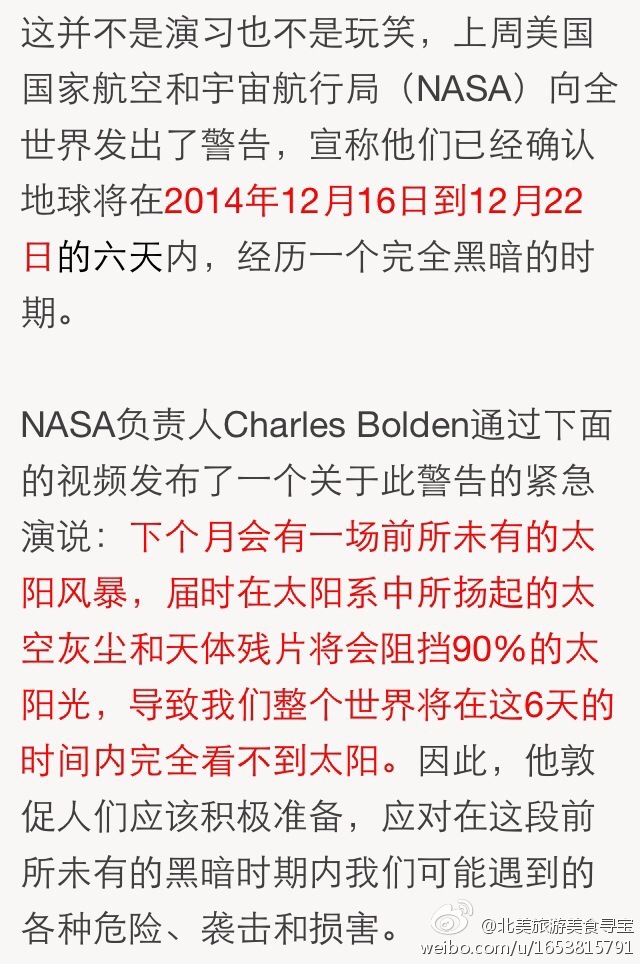 这并不是演习也不是玩笑，上周美国
国家航空和宇宙航行局（NASA）向全
世界发出了警告，宣称他们已经确认
地球将在2014年12月16日到12月22
日的六天内，经历一个完全黑暗的时
期。
NASA负责人Charles Bolden通过下面
的视频发布了一个关于此警告的紧急
演说：下个月会有一场前所未有的太
阳风暴，届时在太阳系中所扬起的太
空灰尘和天体残片将会阻挡90%的太
阳光，导致我们整个世界将在这6天的
时间内完全看不到太阳。因此，他敦
促人们应该积极准备，应对在这段前
所未有的黑暗时期内我们可能遇到的
各种危险、袭击和损害。
@北美旅游美食寻宝
weibo.com/u/1653815791